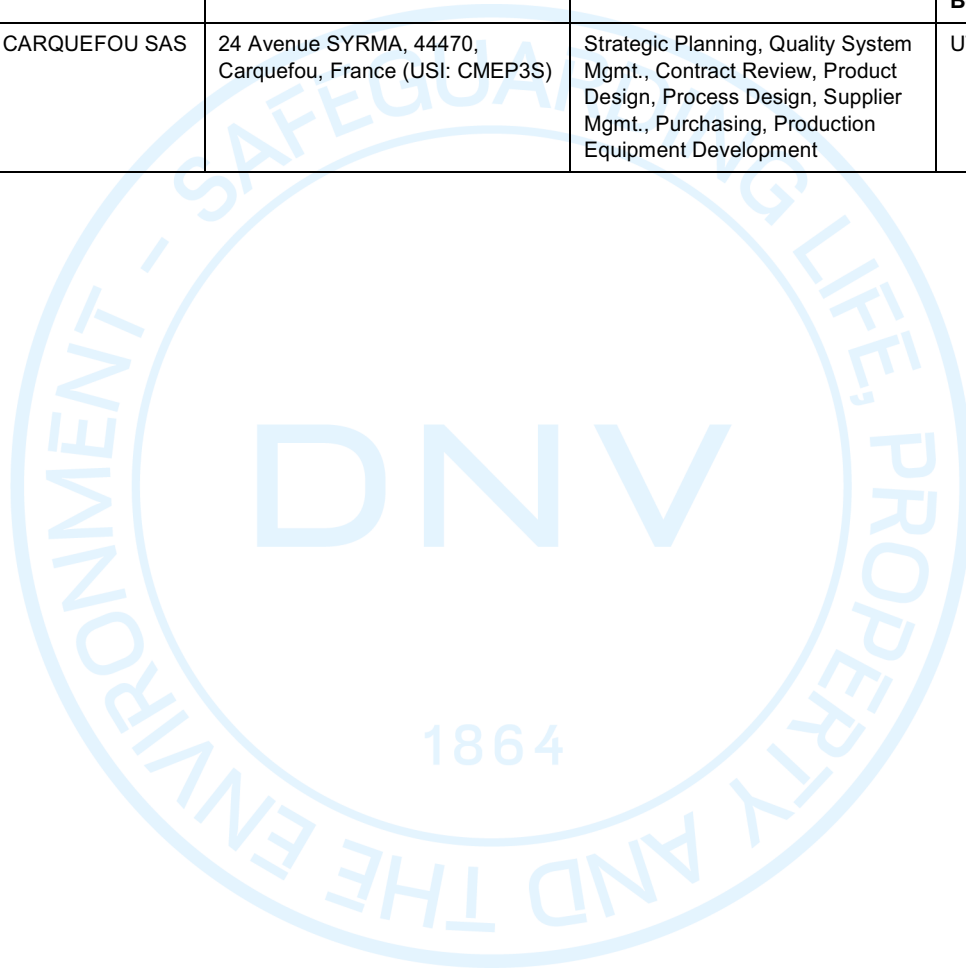 B
CARQUEFOU SAS
24 Avenue SYRMA, 44470,
Carquefou, France (USI: CMEP3S)
Strategic Planning, Quality System
Mgmt., Contract Review, Product
Design, Process Design, Supplier
Mgmt., Purchasing, Production
Equipment Development
SAFEGUARDING LIFE, PROPERTY AND THE ENVIRONMENT -
DNV
1864